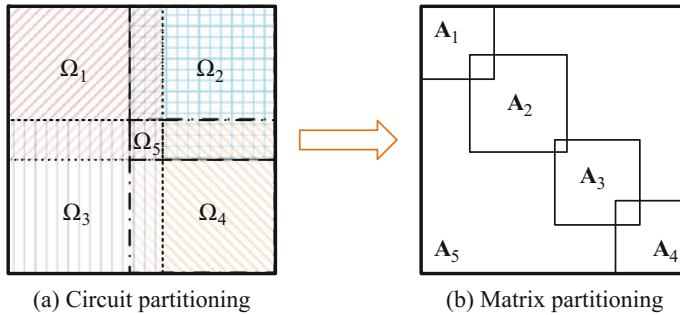 Ω₁ Ω₂
Ω₅
Ω₃ Ω₄
(a) Circuit partitioning
A₁
A₂
A₃
A₅ A₄
(b) Matrix partitioning